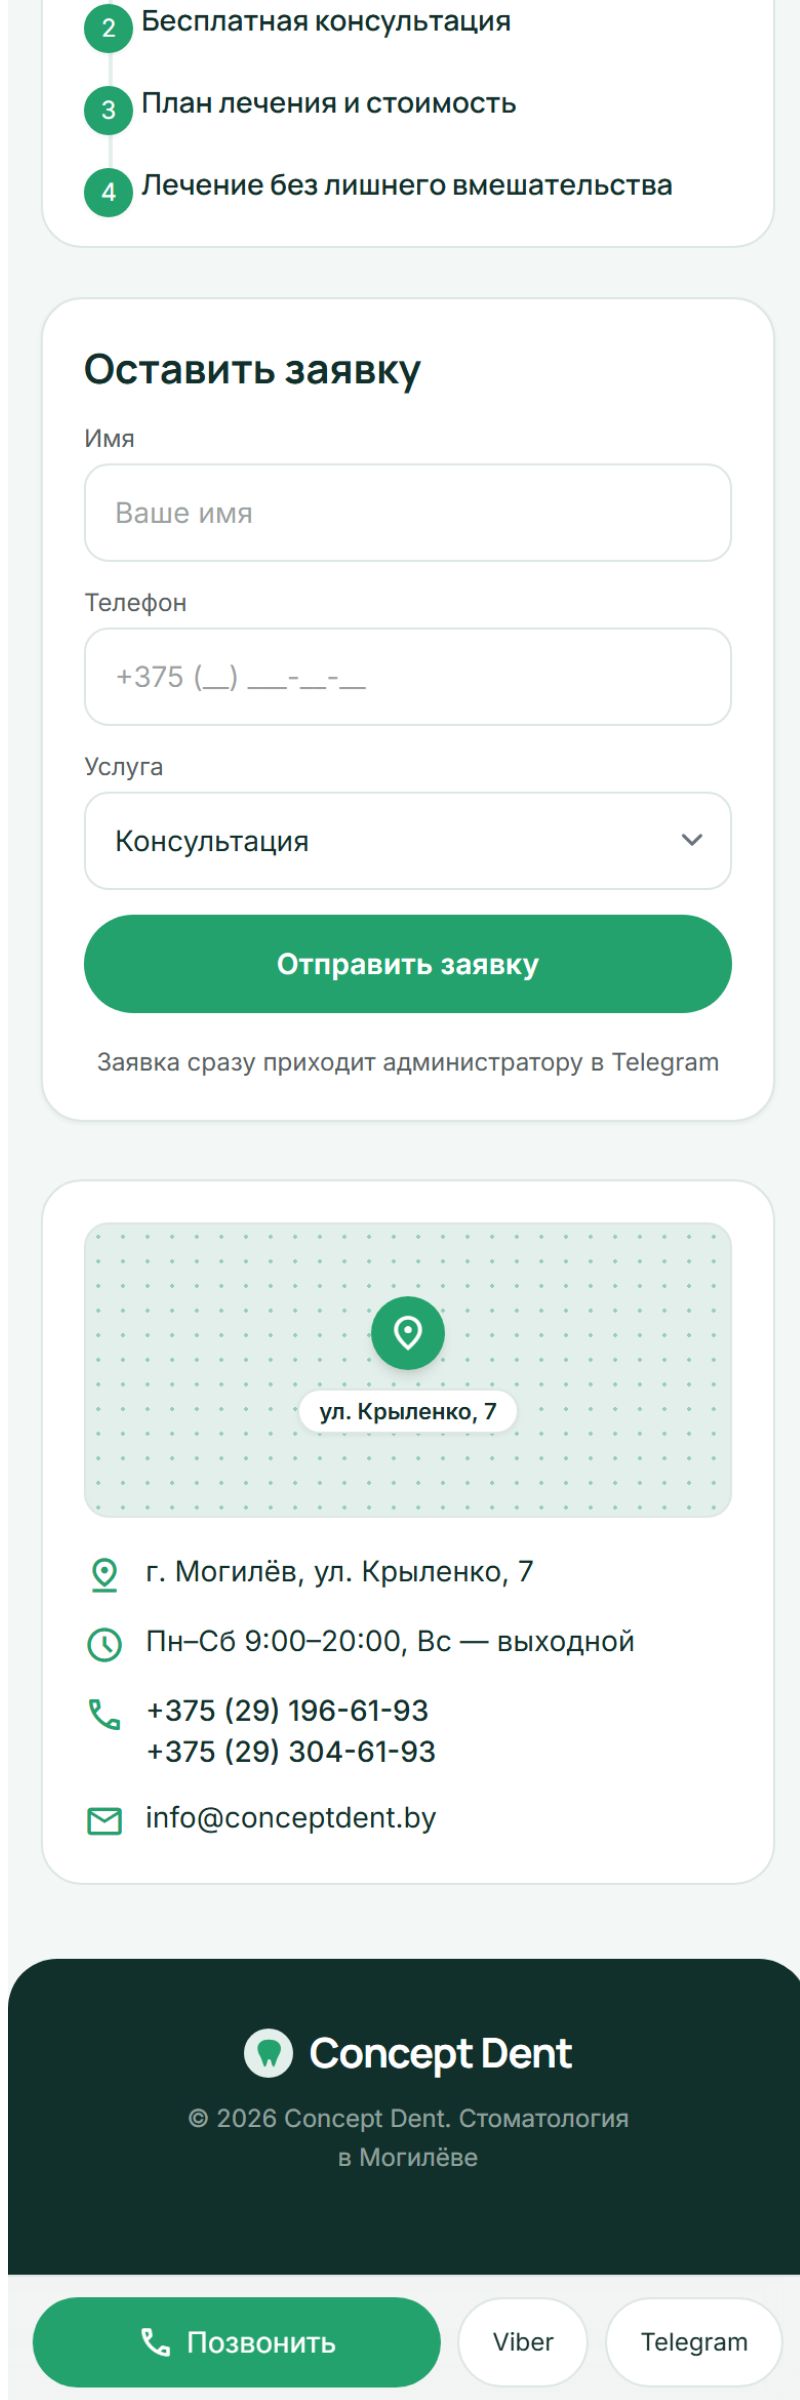 2 Бесплатная консультация
3 План лечения и стоимость
4 Лечение без лишнего вмешательства
Оставить заявку
Имя
Ваше имя
Телефон
+375 (__) ___-__-__
Услуга
Консультация
Отправить заявку
Заявка сразу приходит администратору в Telegram
ул. Крыленко, 7
г. Могилёв, ул. Крыленко, 7
Пн–Сб 9:00–20:00, Вс — выходной
+375 (29) 196-61-93
+375 (29) 304-61-93
info@conceptdent.by
Concept Dent
© 2026 Concept Dent. Стоматология
в Могилёве
Позвонить Viber Telegram